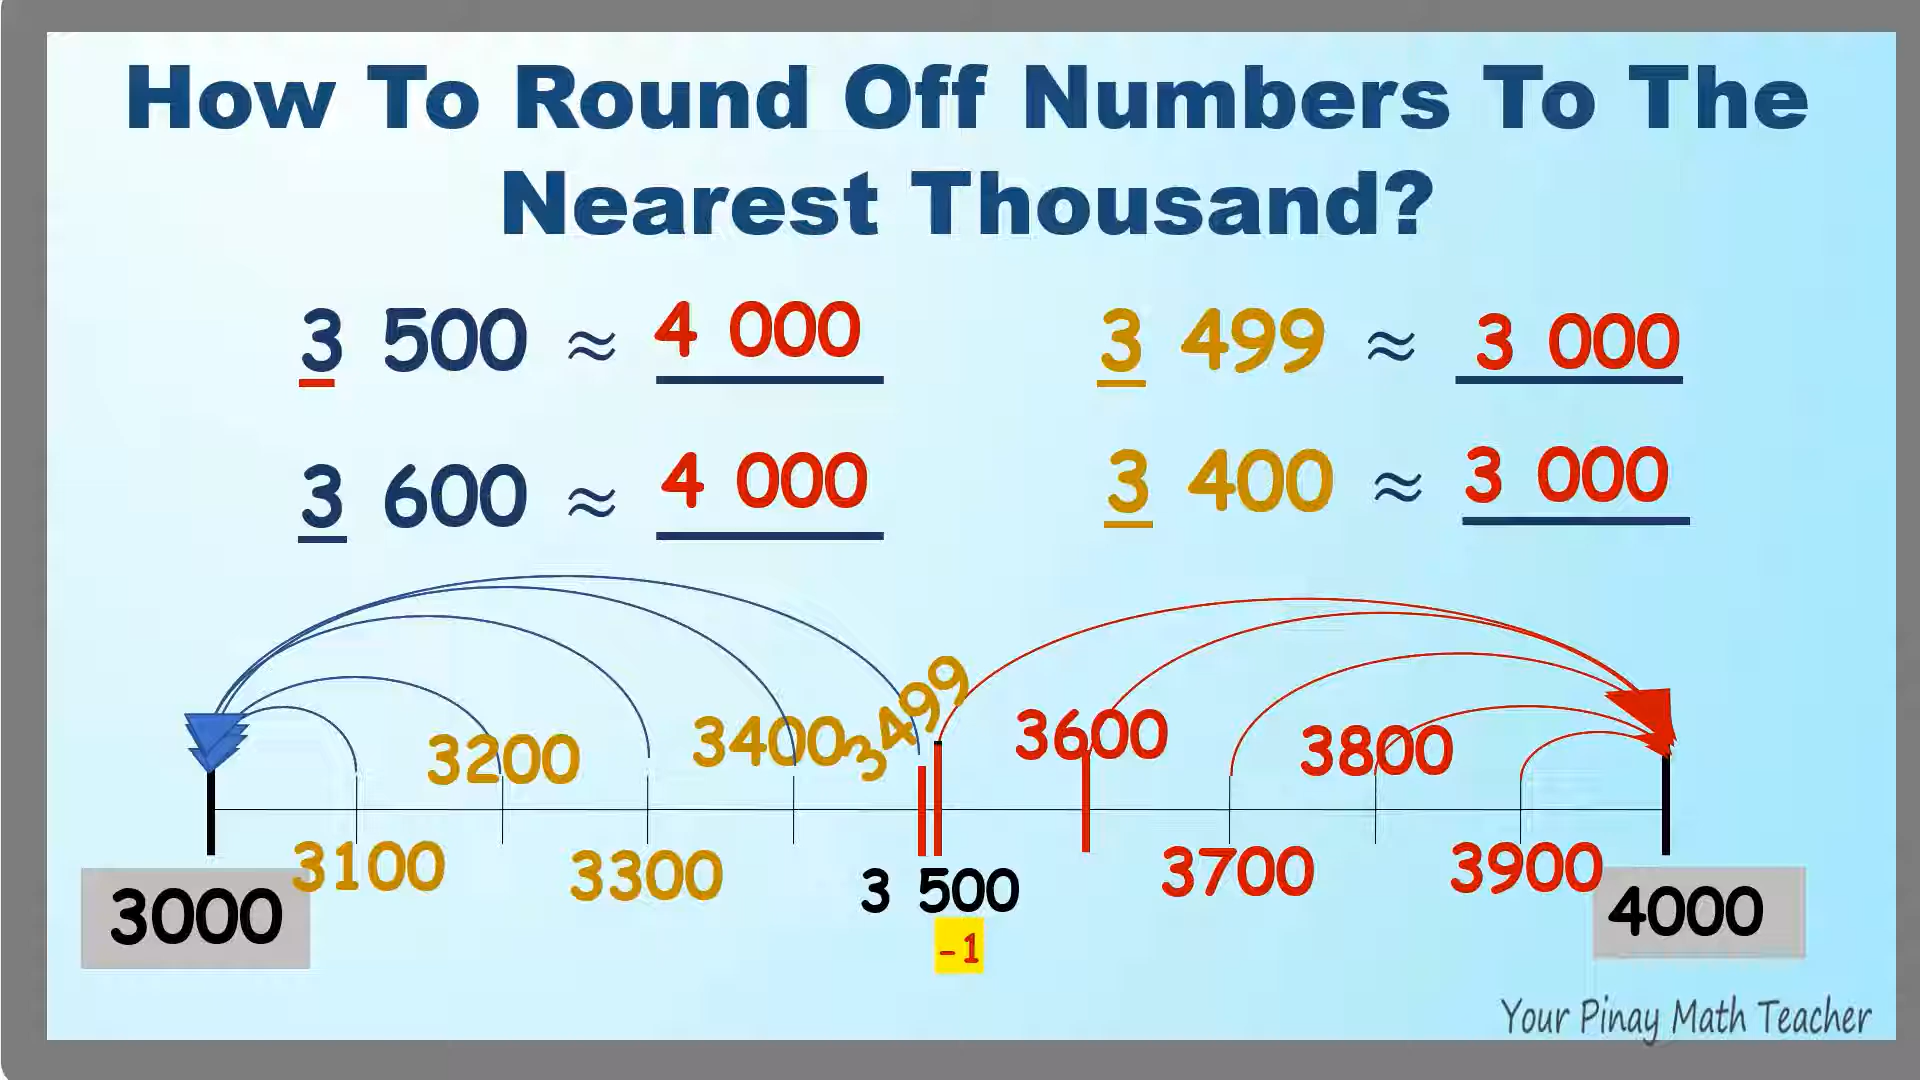 How To Round Off Numbers To The
Nearest Thousand?
3 500 ≈ 4 000
3 499 ≈ 3 000
3 600 ≈ 4 000
3 400 ≈ 3 000
3499
3200
3400
3600
3800
3100
3300
3 500
3700
3900
3000
4000
-1
Your Pinay Math Teacher